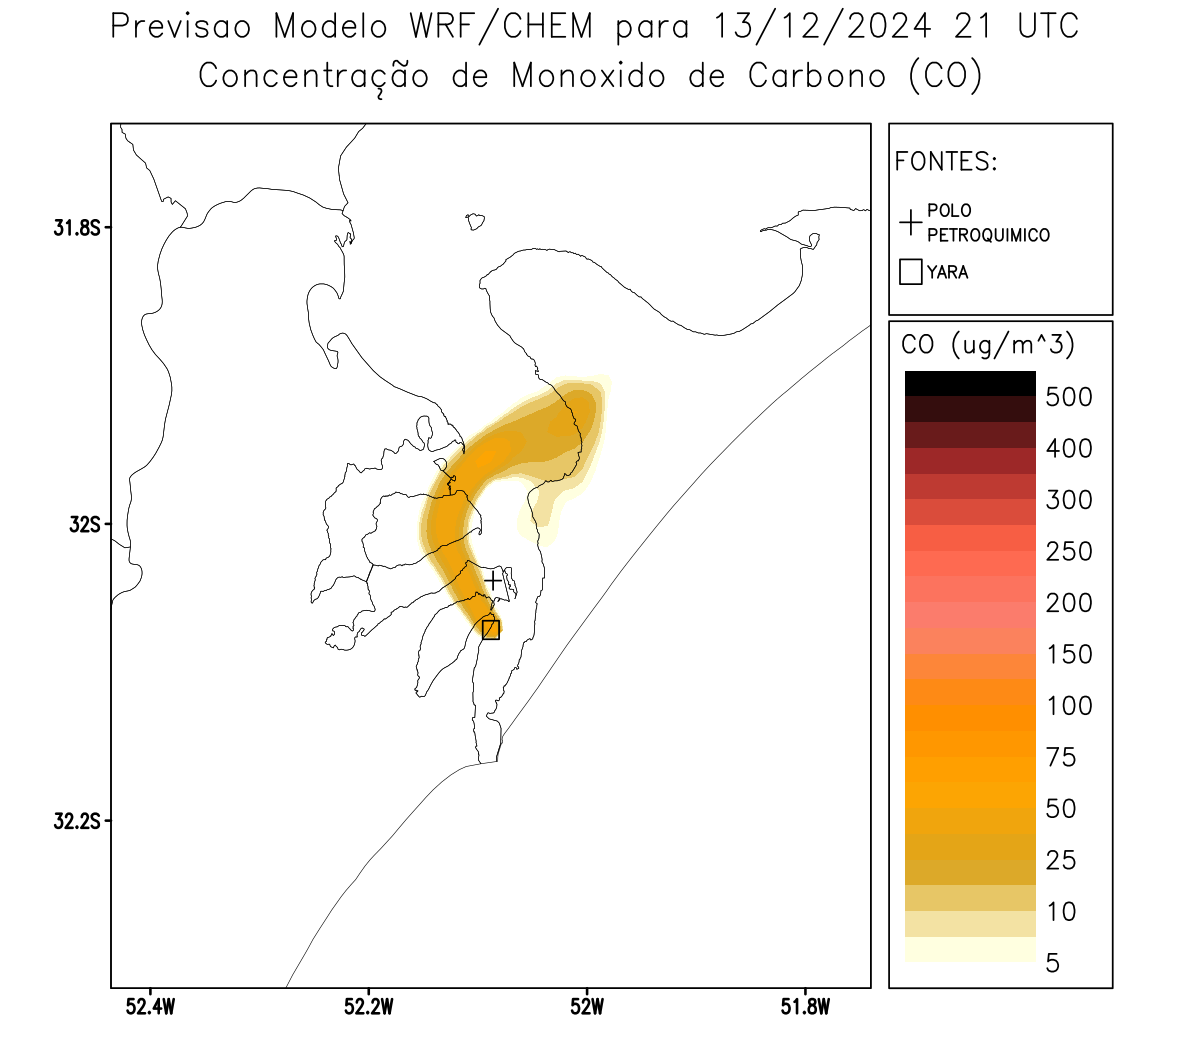 Previsao Modelo WRF/CHEM para 13/12/2024 21 UTC
Concentração de Monoxido de Carbono (CO)
FONTES:
POLO
PETROQUIMICO
YARA
31.8S
32S
32.2S
52.4W
52.2W
52W
51.8W
CO (ug/m^3)
500
400
300
250
200
150
100
75
50
25
10
5